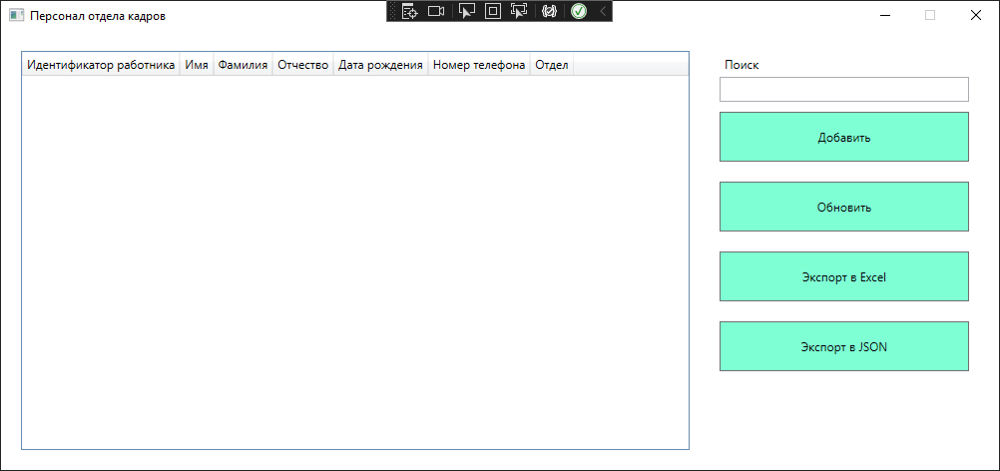 Персонал отдела кадров
Идентификатор работника Имя Фамилия Отчество Дата рождения Номер телефона Отдел
Поиск
Добавить
Обновить
Экспорт в Excel
Экспорт в JSON